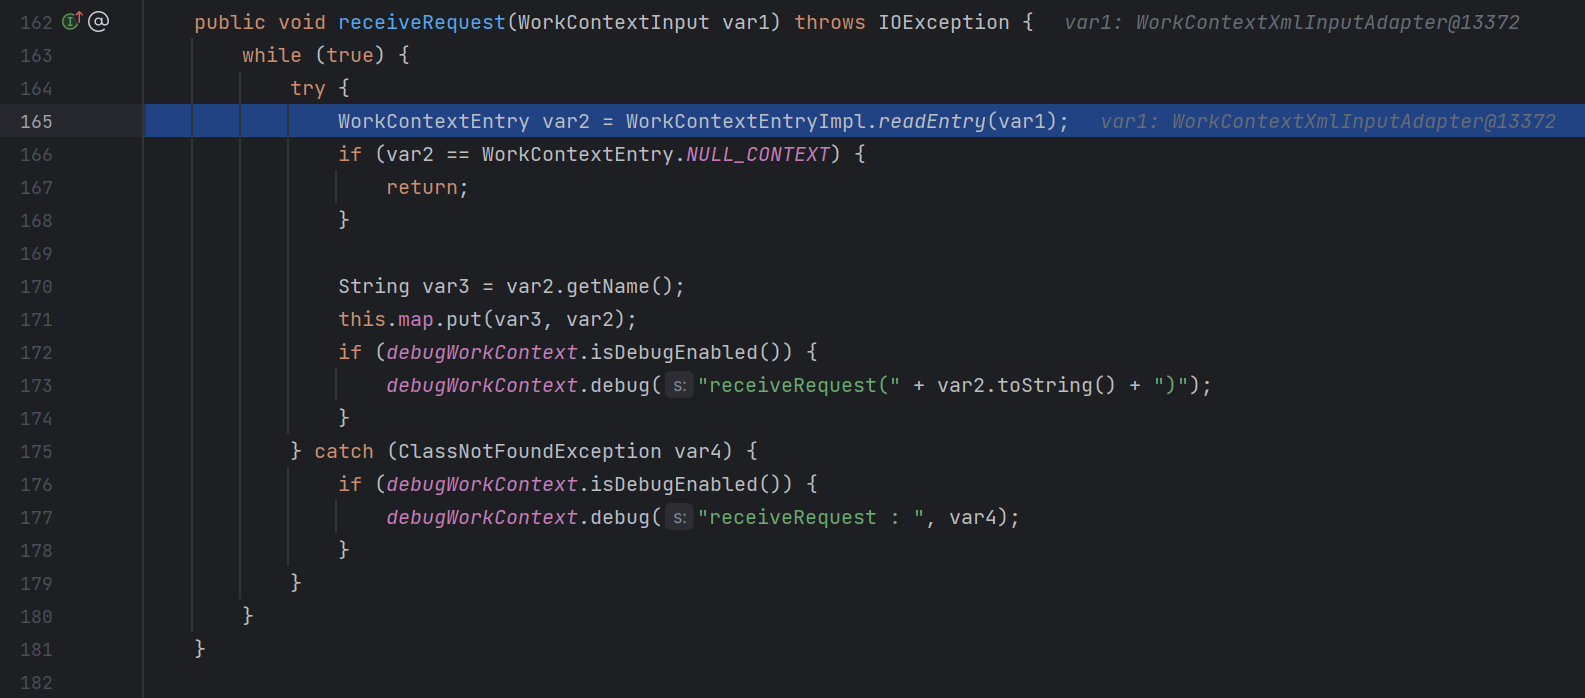 162 public void receiveRequest(WorkContextInput var1) throws IOException { var1: WorkContextXmlInputAdapter@13372
163 while (true) {
164 try {
165 WorkContextEntry var2 = WorkContextEntryImpl.readEntry(var1); var1: WorkContextXmlInputAdapter@13372
166 if (var2 == WorkContextEntry.NULL_CONTEXT) {
167 return;
168 }
169
170 String var3 = var2.getName();
171 this.map.put(var3, var2);
172 if (debugWorkContext.isDebugEnabled()) {
173 debugWorkContext.debug( s: "receiveRequest(" + var2.toString() + ")");
174 }
175 } catch (ClassNotFoundException var4) {
176 if (debugWorkContext.isDebugEnabled()) {
177 debugWorkContext.debug( s: "receiveRequest : ", var4);
178 }
179 }
180 }
181 }
182